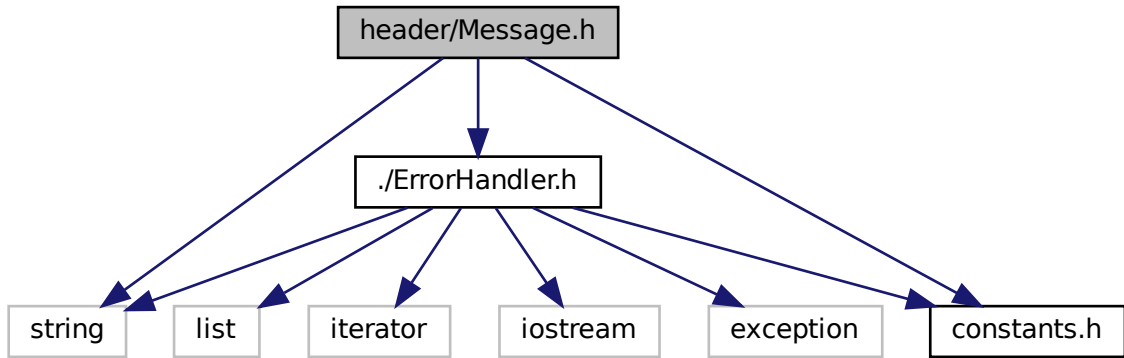 header/Message.h
./ErrorHandler.h
string
list
iterator
iostream
exception
constants.h